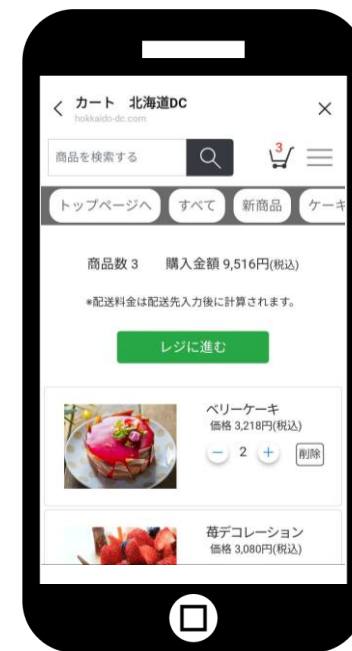 カート 北海道DC
hokkaido-dc.com
商品を検索する
3
トップページへ すべて 新商品 ケーキ
商品数 3 購入金額 9,516円(税込)
*配送料金は配送先入力後に計算されます。
レジに進む
ベリーケーキ
価格 3,218円(税込)
− 2 + 削除
苺デコレーション
価格 3,080円(税込)